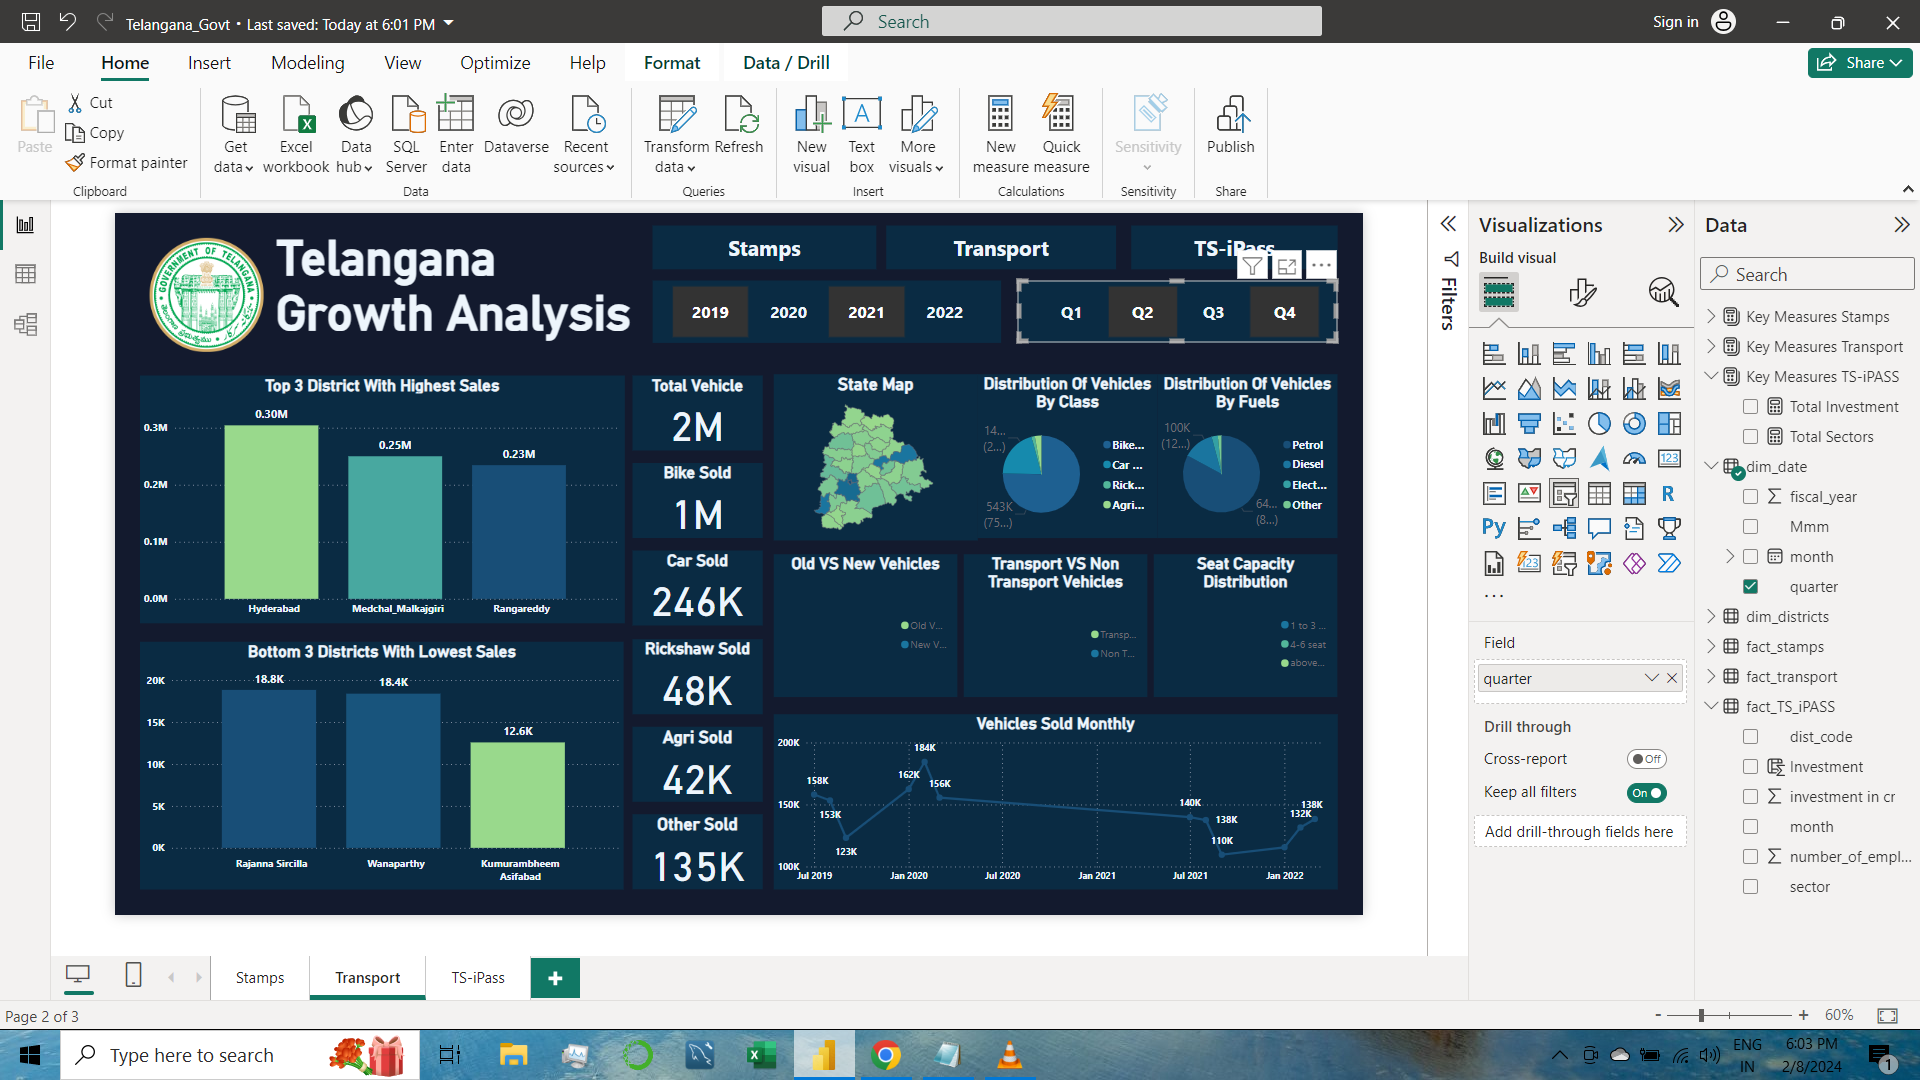 Telangana_Govt • Last saved: Today at 6:01 PM
Search
Sign in
File
Home
Insert
Modeling
View
Optimize
Help
Format
Data / Drill
Share
Paste
Cut
Copy
Format painter
Clipboard
Get data
Excel workbook
Data hub
SQL Server
Enter data
Dataverse
Recent sources
Data
Transform data
Refresh
Queries
New visual
Text box
More visuals
Insert
New measure
Quick measure
Calculations
Sensitivity
Sensitivity
Publish
Share
GOVERNMENT OF TELANGANA
Telangana
Growth Analysis
Stamps
Transport
TS-iPass
2019
2020
2021
2022
Q1
Q2
Q3
Q4
Top 3 District With Highest Sales
0.3M
0.2M
0.1M
0.0M
0.30M
0.25M
0.23M
Hyderabad
Medchal_Malkajgiri
Rangareddy
Bottom 3 Districts With Lowest Sales
20K
15K
10K
5K
0K
18.8K
18.4K
12.6K
Rajanna Sircilla
Wanaparthy
Kumurambheem
Asifabad
Total Vehicle
2M
Bike Sold
1M
Car Sold
246K
Rickshaw Sold
48K
Agri Sold
42K
Other Sold
135K
State Map
Distribution Of Vehicles
By Class
14...
(2...)
543K
(75...)
Bike...
Car ...
Rick...
Agri...
Distribution Of Vehicles
By Fuels
100K
(12...)
64...
(8...)
Petrol
Diesel
Elect...
Other
Old VS New Vehicles
Old V...
New V...
Transport VS Non
Transport Vehicles
Transp...
Non T...
Seat Capacity
Distribution
1 to 3 ...
4-6 seat
above...
Vehicles Sold Monthly
200K
150K
100K
158K
153K
123K
162K
184K
156K
140K
138K
110K
132K
138K
Jul 2019
Jan 2020
Jul 2020
Jan 2021
Jul 2021
Jan 2022
Filters
Visualizations
Build visual
123
R
Py
123
...
Field
quarter
Drill through
Cross-report
Off
Keep all filters
On
Add drill-through fields here
Data
Search
Key Measures Stamps
Key Measures Transport
Key Measures TS-iPASS
Total Investment
Total Sectors
dim_date
fiscal_year
Mmm
month
quarter
dim_districts
fact_stamps
fact_transport
fact_TS_iPASS
dist_code
Investment
investment in cr
month
number_of_empl...
sector
Stamps
Transport
TS-iPass
Page 2 of 3
- + 60%
Type here to search
ENG
IN
6:03 PM
2/8/2024
1